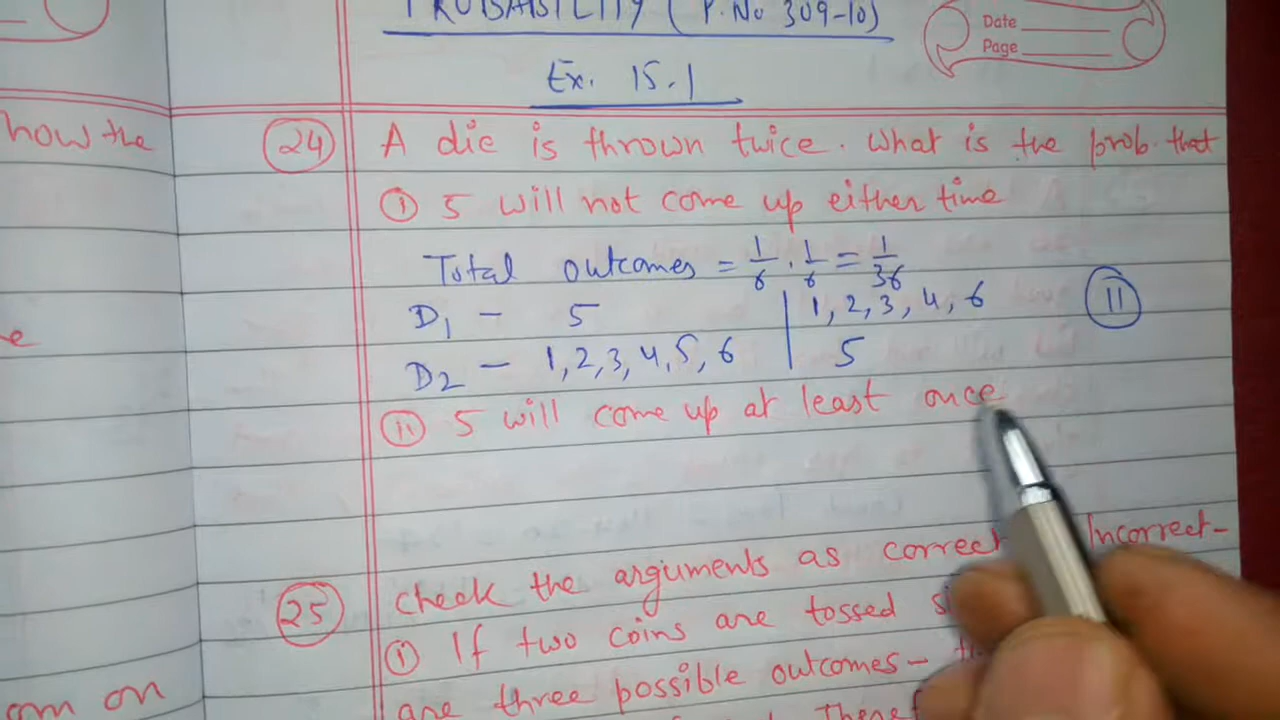 PROBABILITY ( P. No 309-10)
Date
Page
Ex. 15.1
how the
24 A die is thrown twice. What is the prob. that
i 5 will not come up either time
Total outcomes = 1/6 . 1/6 = 1/36
D1 - 5 | 1, 2, 3, 4, 6
11
D2 - 1, 2, 3, 4, 5, 6 | 5
ii 5 will come up at least once
25 Check the arguments as correct Incorrect-
i If two coins are tossed
are three possible outcomes-
om on